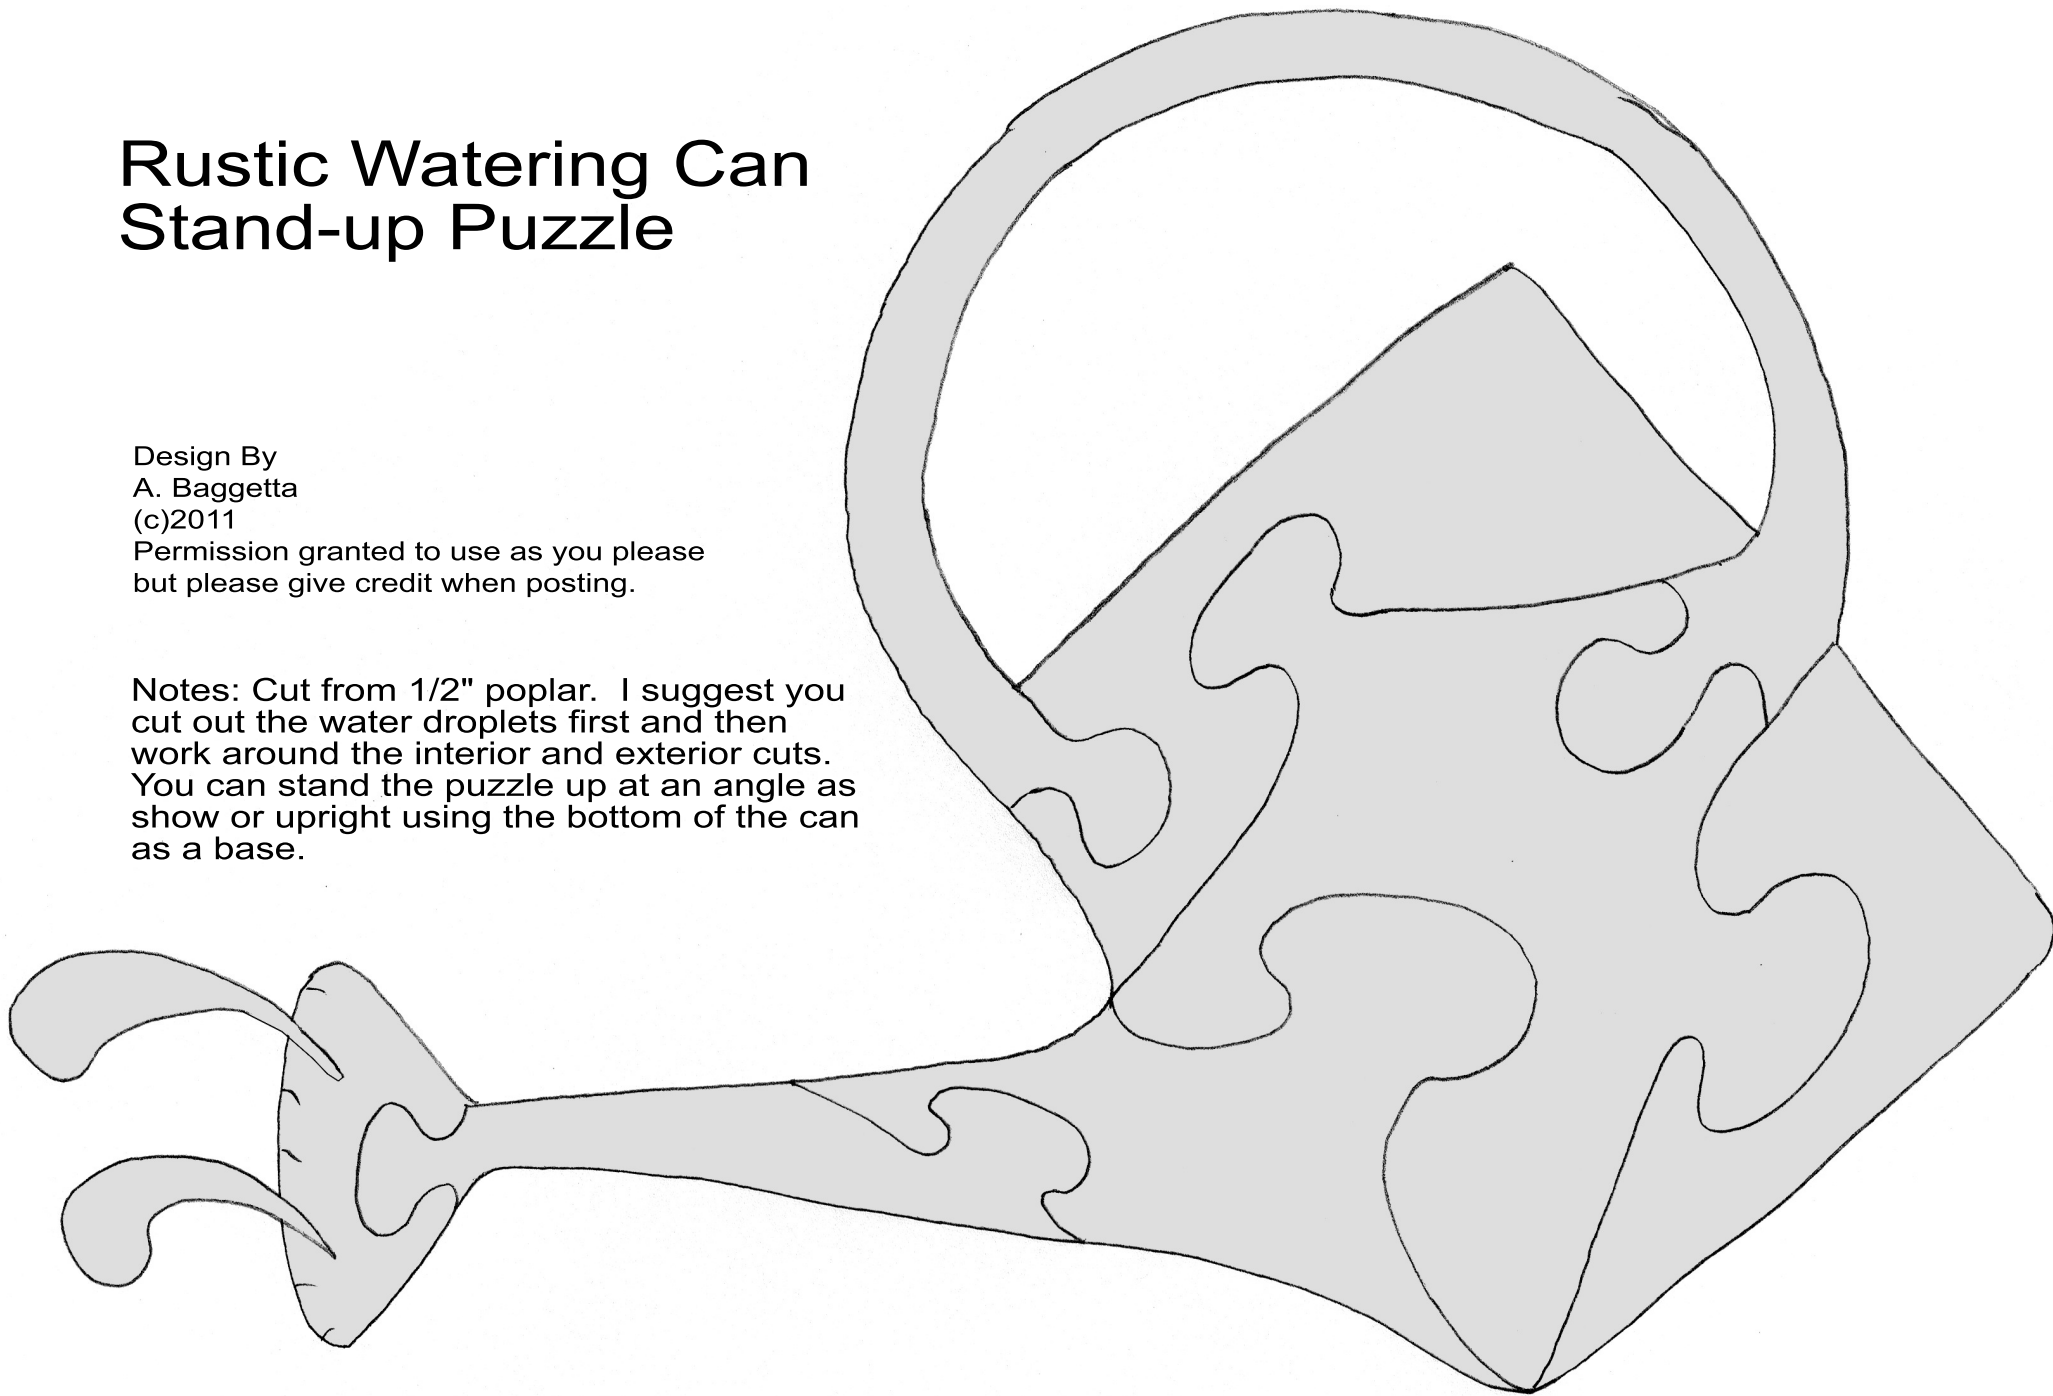 Rustic Watering Can
Stand-up Puzzle
Design By
A. Baggetta
(c)2011
Permission granted to use as you please
but please give credit when posting.
Notes: Cut from 1/2" poplar.  I suggest you
cut out the water droplets first and then
work around the interior and exterior cuts.
You can stand the puzzle up at an angle as
show or upright using the bottom of the can
as a base.